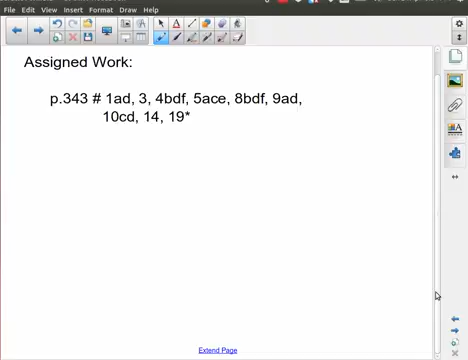 File Edit View Insert Format Draw Help
Assigned Work:
p.343 # 1ad, 3, 4bdf, 5ace, 8bdf, 9ad,
10cd, 14, 19*
Extend Page